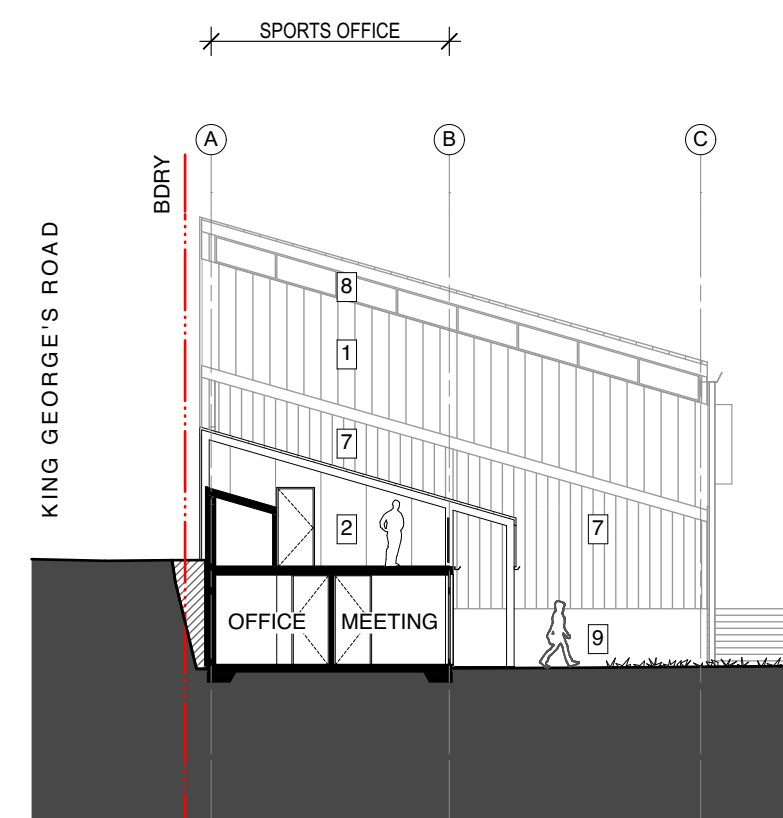 SPORTS OFFICE
A
B
C
BDRY
KING GEORGE'S ROAD
8
1
7
2
7
OFFICE
MEETING
9